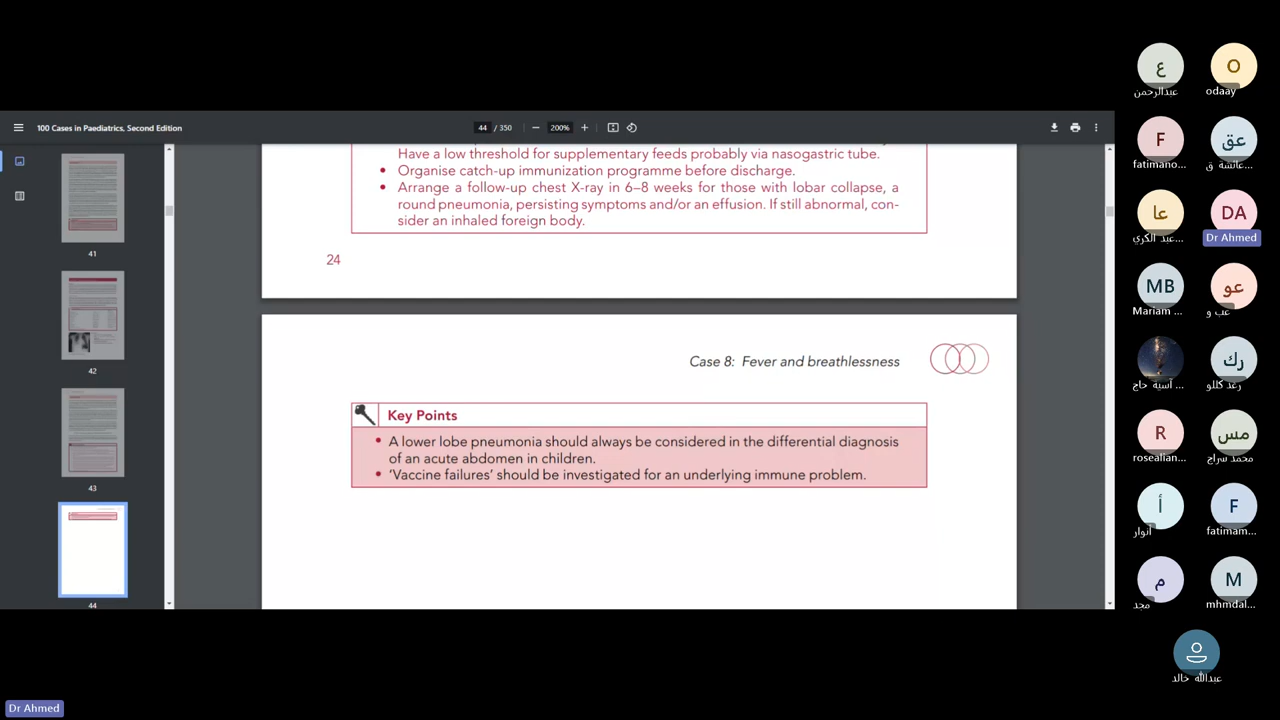 100 Cases in Paediatrics, Second Edition
44 / 350
200%
41
42
43
44
Have a low threshold for supplementary feeds probably via nasogastric tube.
• Organise catch-up immunization programme before discharge.
• Arrange a follow-up chest X-ray in 6–8 weeks for those with lobar collapse, a
round pneumonia, persisting symptoms and/or an effusion. If still abnormal, con-
sider an inhaled foreign body.
24
Case 8: Fever and breathlessness
Key Points
• A lower lobe pneumonia should always be considered in the differential diagnosis
of an acute abdomen in children.
• ‘Vaccine failures’ should be investigated for an underlying immune problem.
ع
عبدالرحمن
O
odaay
F
fatimano...
عق
عائشة ق...
عا
عبد الكري...
DA
Dr Ahmed
MB
Mariam ...
عو
آسية حاج ...
رك
رغد كللو
R
rosealian...
مس
محمد سراج
أ
أنوار
F
fatimam...
م
مجد
M
mhmdal...
عبدالله خالد
Dr Ahmed